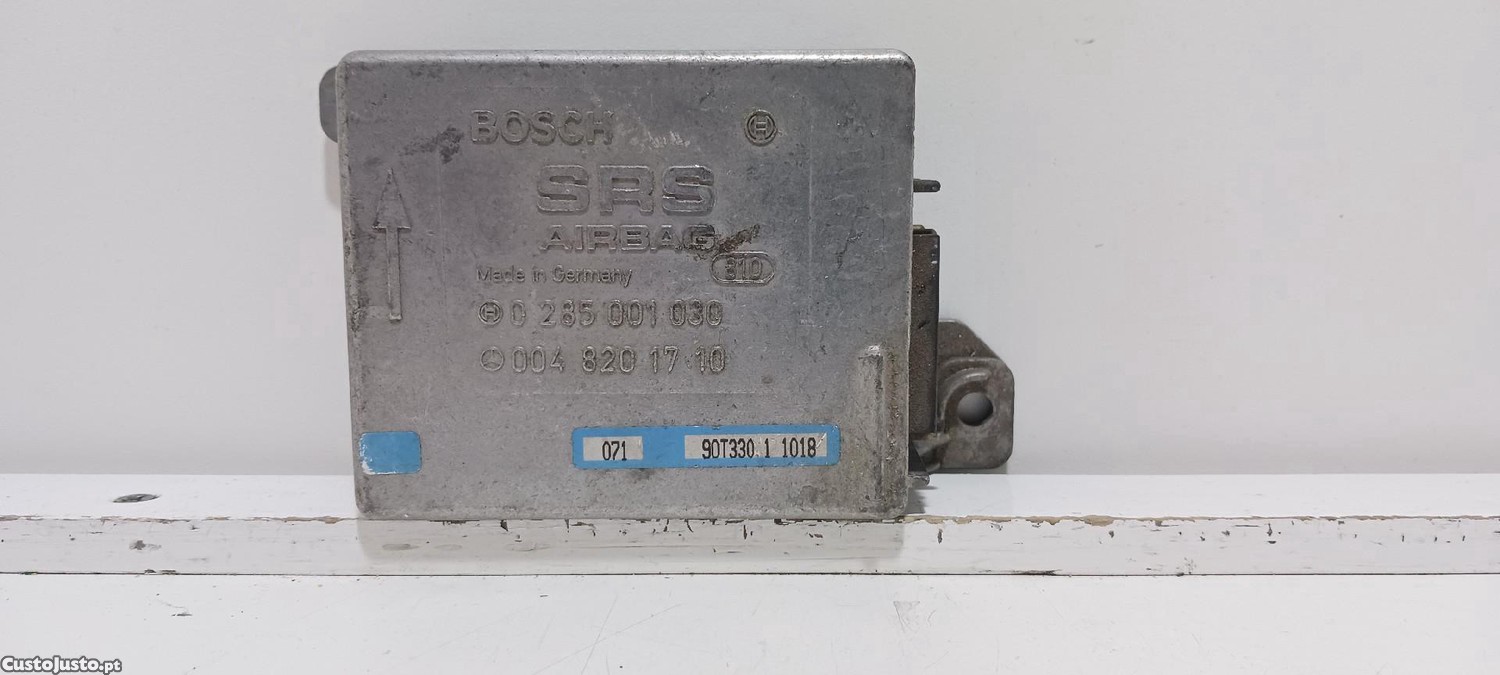 BOSCH
SRS
AIRBAG
Made in Germany
310
0 285 001 030
004 820 17 10
071 90T330.1 1018
CustoJusto.pt